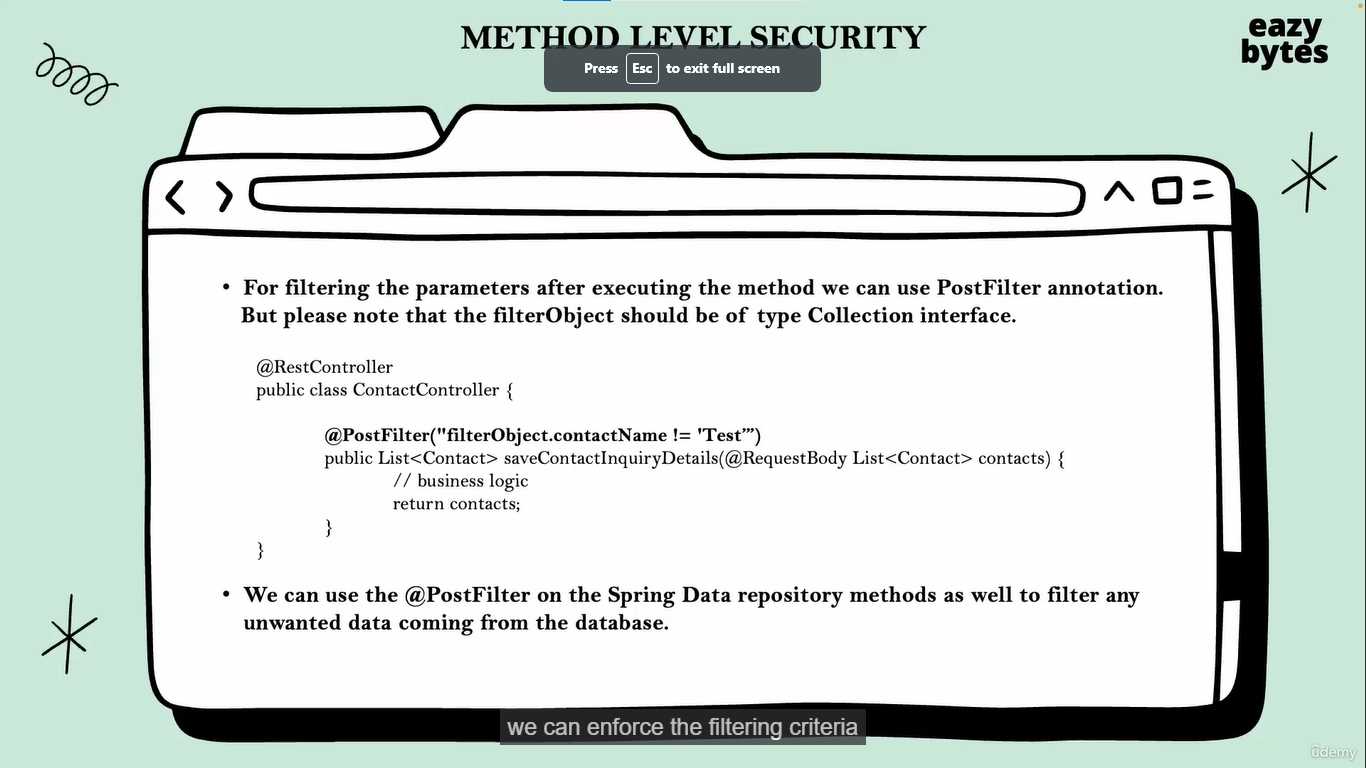 METHOD LEVEL SECURITY
eazy
bytes
Press Esc to exit full screen
• For filtering the parameters after executing the method we can use PostFilter annotation.
But please note that the filterObject should be of type Collection interface.
@RestController
public class ContactController {
@PostFilter("filterObject.contactName != 'Test'")
public List<Contact> saveContactInquiryDetails(@RequestBody List<Contact> contacts) {
// business logic
return contacts;
}
}
• We can use the @PostFilter on the Spring Data repository methods as well to filter any
unwanted data coming from the database.
we can enforce the filtering criteria
ûdemy